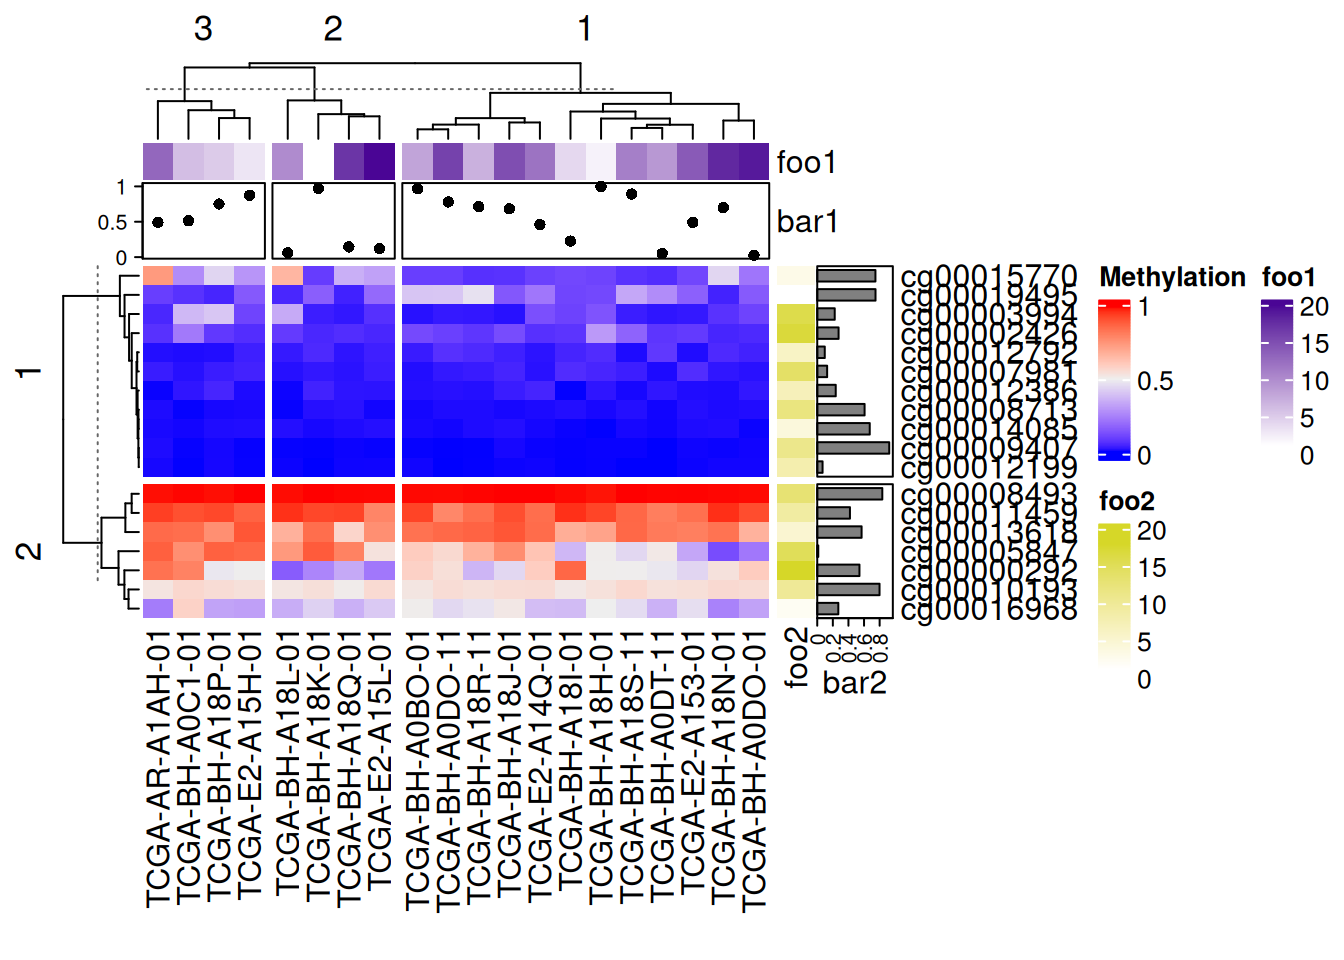 3 2 1
foo1
1
0.5
0
bar1
1
2
cg00015770
cg00019495
cg00003994
cg00002426
cg00012792
cg00007981
cg00012386
cg00008713
cg00014085
cg00009407
cg00012199
cg00008493
cg00011459
cg00013618
cg00005847
cg00000292
cg00010193
cg00016968
TCGA-AR-A1AH-01
TCGA-BH-A0C1-01
TCGA-BH-A18P-01
TCGA-E2-A15H-01
TCGA-BH-A18L-01
TCGA-BH-A18K-01
TCGA-BH-A18Q-01
TCGA-E2-A15L-01
TCGA-BH-A0BO-01
TCGA-BH-A0DO-11
TCGA-BH-A18R-11
TCGA-BH-A18J-01
TCGA-E2-A14Q-01
TCGA-BH-A18I-01
TCGA-BH-A18H-01
TCGA-BH-A18S-11
TCGA-BH-A0DT-11
TCGA-E2-A153-01
TCGA-BH-A18N-01
TCGA-BH-A0DO-01
foo2
0
0.2
0.4
0.6
0.8
bar2
Methylation
1
0.5
0
foo1
20
15
10
5
0
foo2
20
15
10
5
0